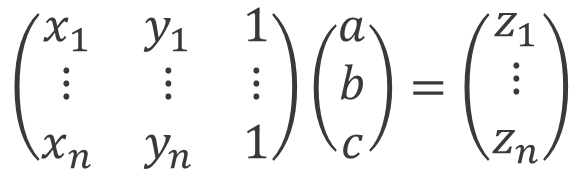 x₁ y₁ 1 a z₁
⋮ ⋮ ⋮ b = ⋮
xₙ yₙ 1 c zₙ